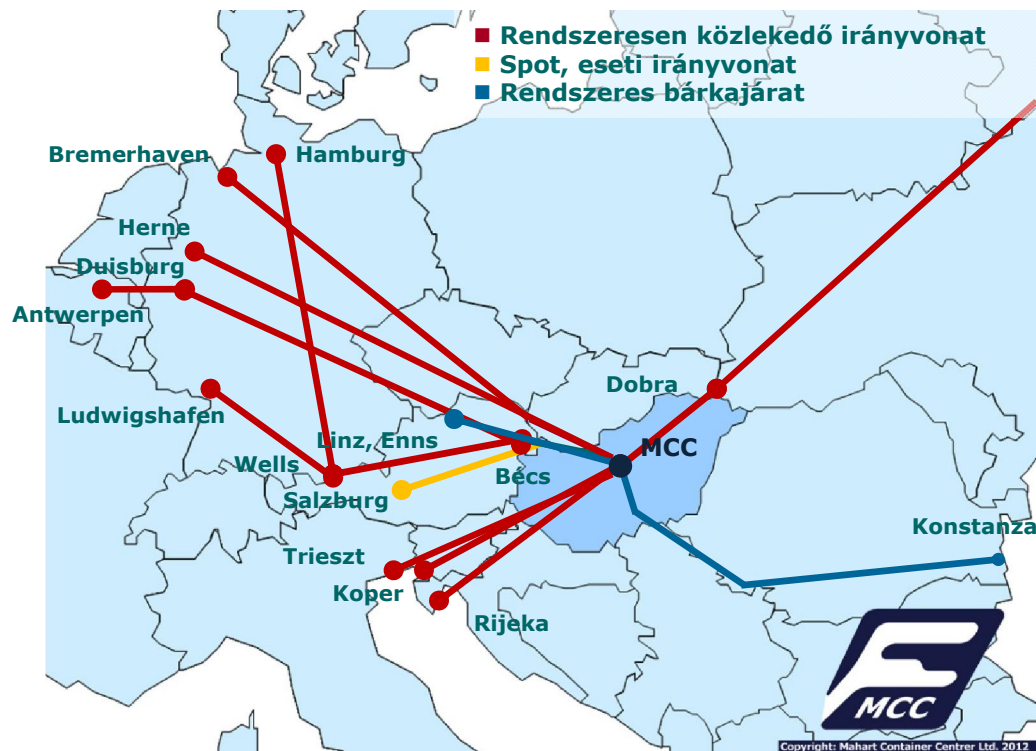 Rendszeresen közlekedő irányvonat
Spot, eseti irányvonat
Rendszeres bárkajárat
Bremerhaven
Hamburg
Herne
Duisburg
Antwerpen
Dobra
Ludwigshafen
Linz, Enns
MCC
Wells
Bécs
Salzburg
Konstanza
Trieszt
Koper
Rijeka
MCC
Copyright: Mahart Container Centrer Ltd. 2012.